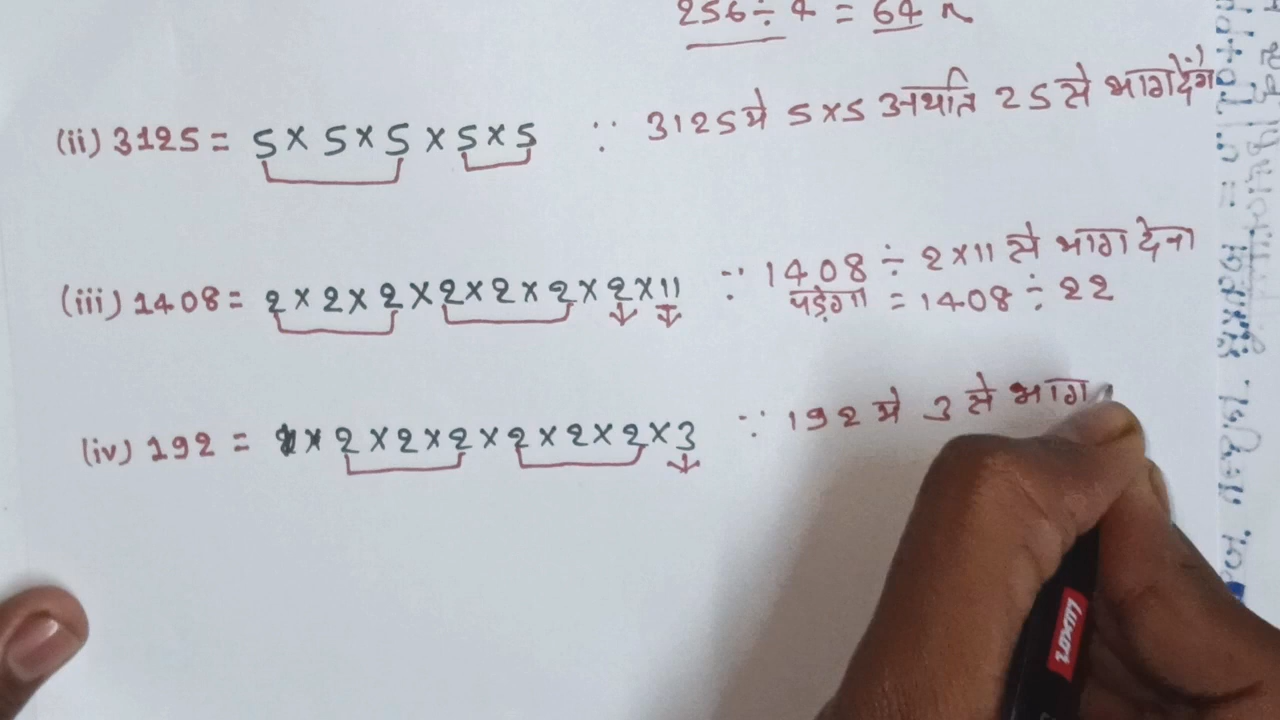 256 ÷ 4 = 64
(ii) 3125 = 5 × 5 × 5 × 5 × 5 ∵ 3125 मे 5 × 5 अर्थात 25 से भाग देंगे
(iii) 1408 = 2 × 2 × 2 × 2 × 2 × 2 × 2 × 11 ∵ 1408 ÷ 2 × 11 से भाग देना
पड़ेगा = 1408 ÷ 22
(iv) 192 = × 2 × 2 × 2 × 2 × 2 × 2 × 3 ∵ 192 मे 3 से भाग
Luxor